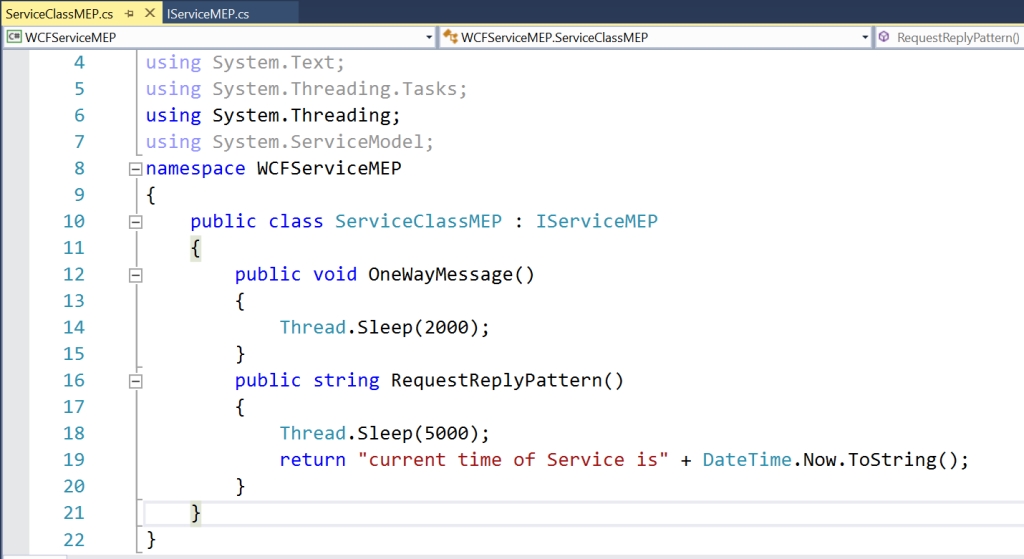 ServiceClassMEP.cs IServiceMEP.cs
C# WCFServiceMEP WCFServiceMEP.ServiceClassMEP RequestReplyPattern()
4 using System.Text;
5 using System.Threading.Tasks;
6 using System.Threading;
7 using System.ServiceModel;
8 namespace WCFServiceMEP
9 {
10 public class ServiceClassMEP : IServiceMEP
11 {
12 public void OneWayMessage()
13 {
14 Thread.Sleep(2000);
15 }
16 public string RequestReplyPattern()
17 {
18 Thread.Sleep(5000);
19 return "current time of Service is" + DateTime.Now.ToString();
20 }
21 }
22 }